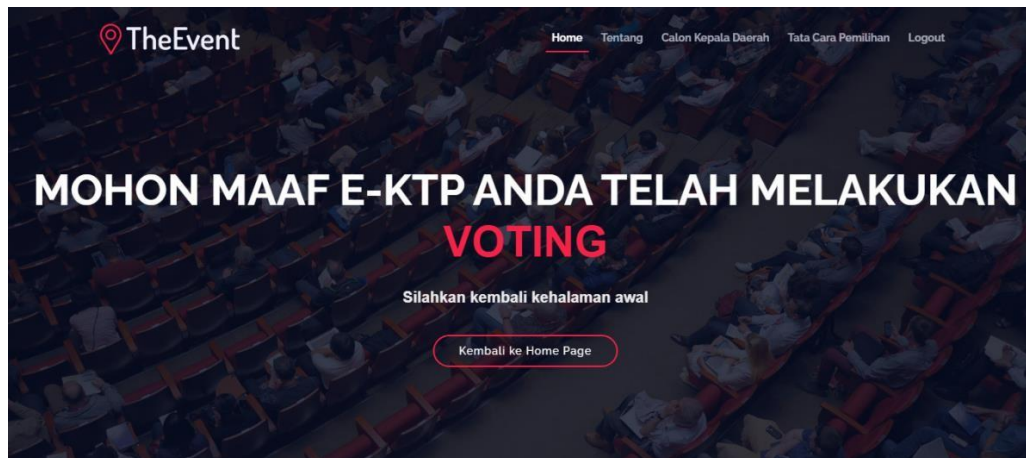 TheEvent
Home Tentang Calon Kepala Daerah Tata Cara Pemilihan Logout
MOHON MAAF E-KTP ANDA TELAH MELAKUKAN
VOTING
Silahkan kembali kehalaman awal
Kembali ke Home Page